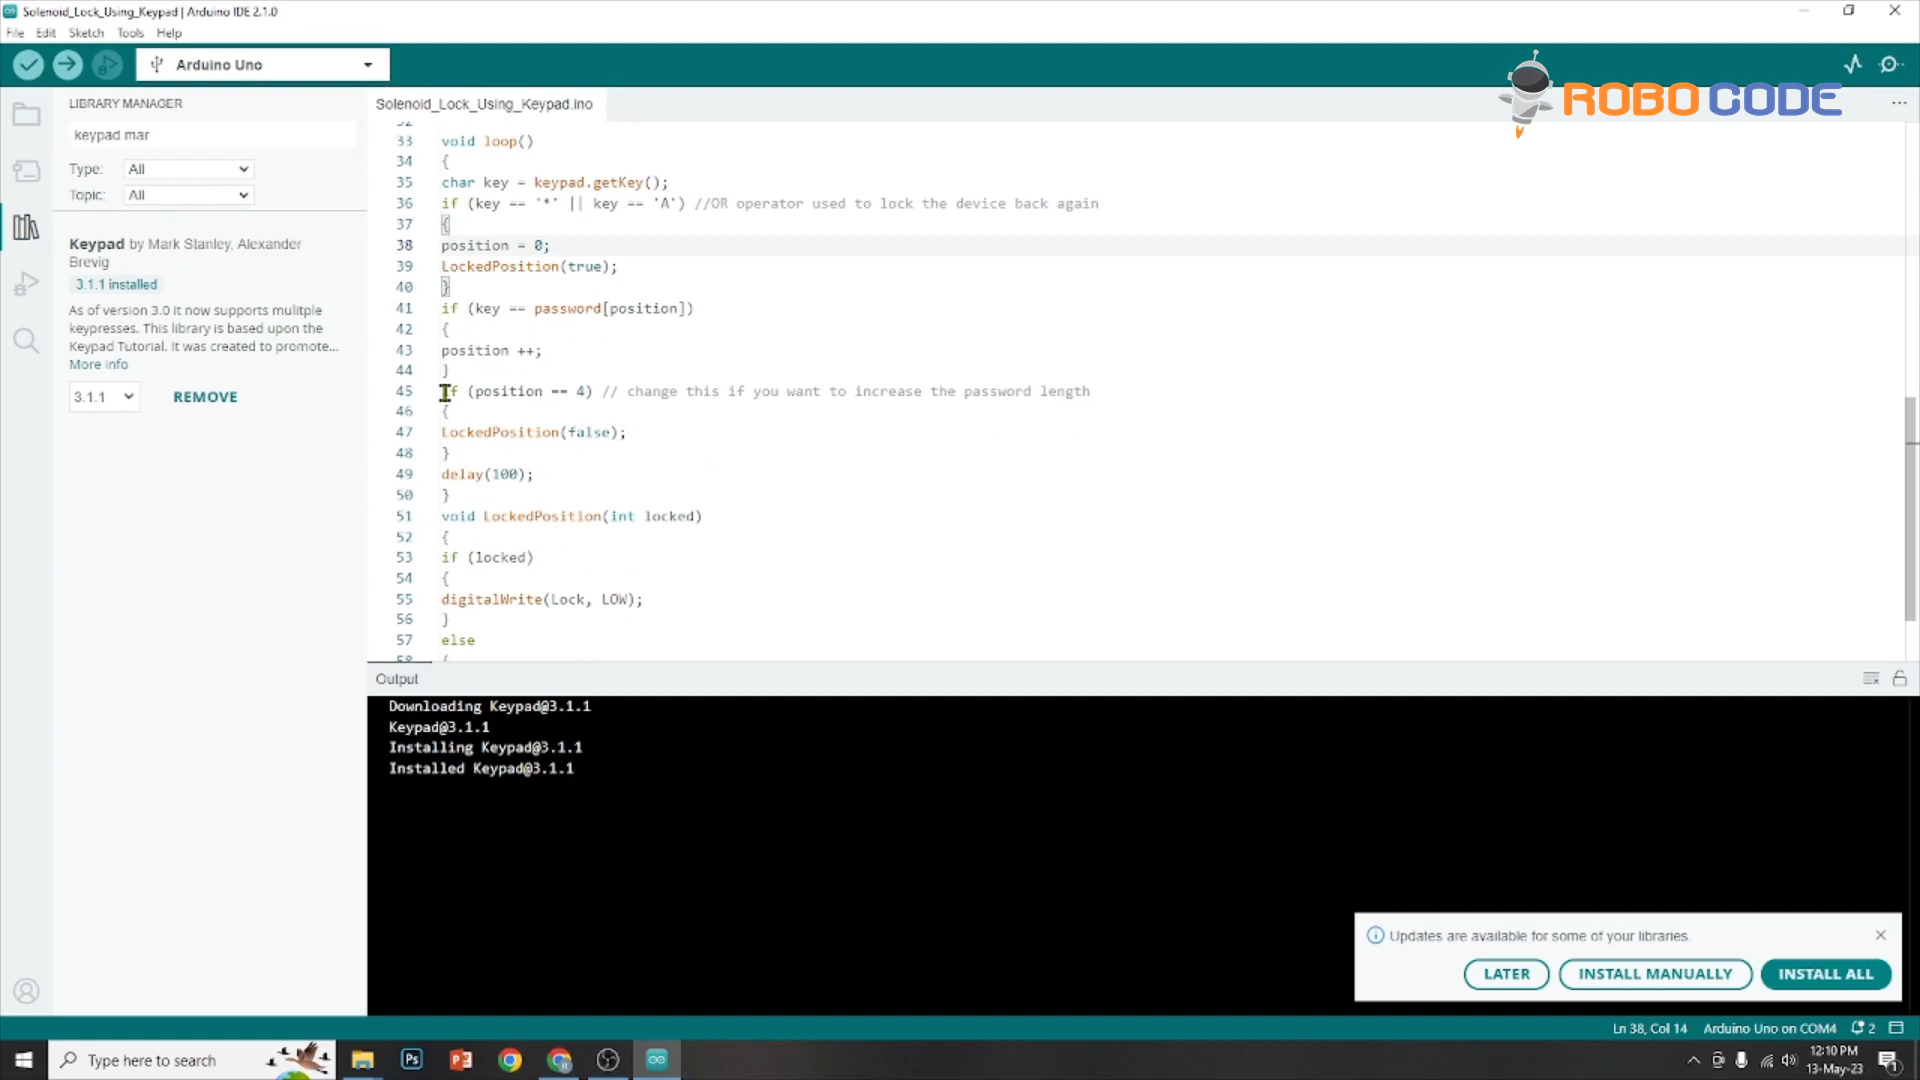 Solenoid_Lock_Using_Keypad | Arduino IDE 2.1.0
File Edit Sketch Tools Help
Arduino Uno
ROBO CODE
LIBRARY MANAGER
keypad mar
Type: All
Topic: All
Keypad by Mark Stanley, Alexander
Brevig
3.1.1 installed
As of version 3.0 it now supports mulitple
keypresses. This library is based upon the
Keypad Tutorial. It was created to promote...
More info
3.1.1 REMOVE
Solenoid_Lock_Using_Keypad.ino
32
33 void loop()
34 {
35 char key = keypad.getKey();
36 if (key == '*' || key == 'A') //OR operator used to lock the device back again
37 {
38 position = 0;
39 LockedPosition(true);
40 }
41 if (key == password[position])
42 {
43 position ++;
44 }
45 if (position == 4) // change this if you want to increase the password length
46 {
47 LockedPosition(false);
48 }
49 delay(100);
50 }
51 void LockedPosition(int locked)
52 {
53 if (locked)
54 {
55 digitalWrite(Lock, LOW);
56 }
57 else
58 {
Output
Downloading Keypad@3.1.1
Keypad@3.1.1
Installing Keypad@3.1.1
Installed Keypad@3.1.1
Updates are available for some of your libraries.
LATER INSTALL MANUALLY INSTALL ALL
Ln 38, Col 14 Arduino Uno on COM4 2
Type here to search
Ps
12:10 PM
13-May-23
1